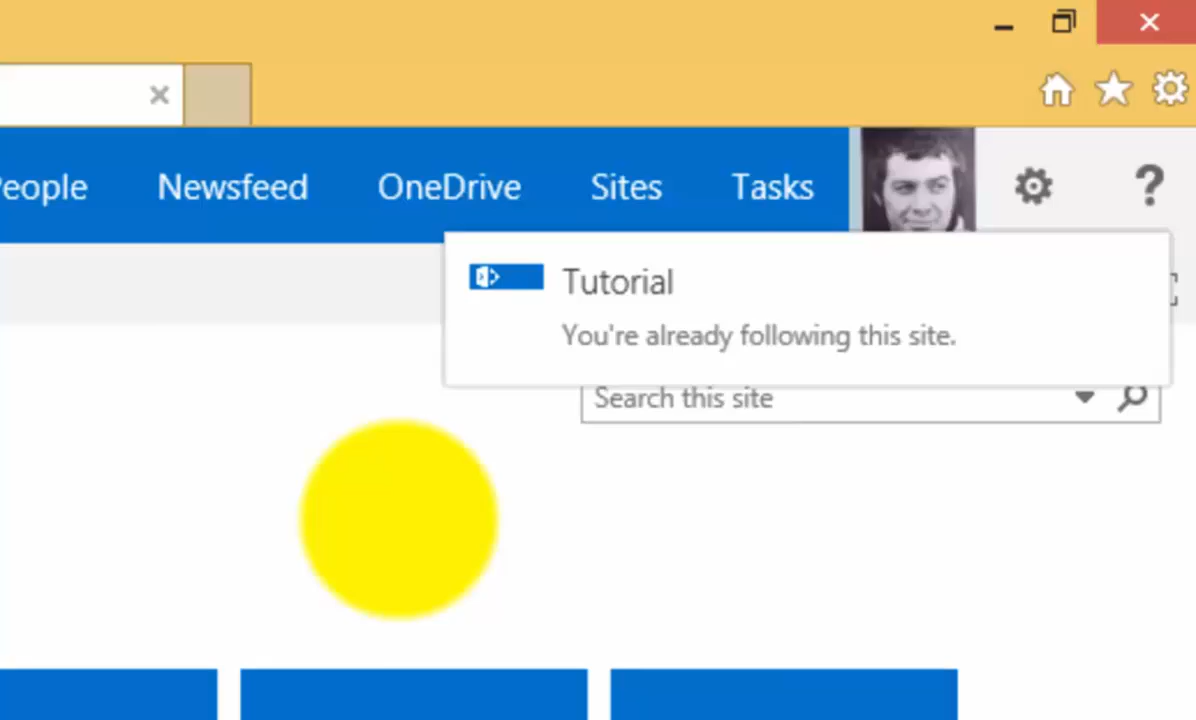 People Newsfeed OneDrive Sites Tasks ?
Tutorial
You're already following this site.
Search this site